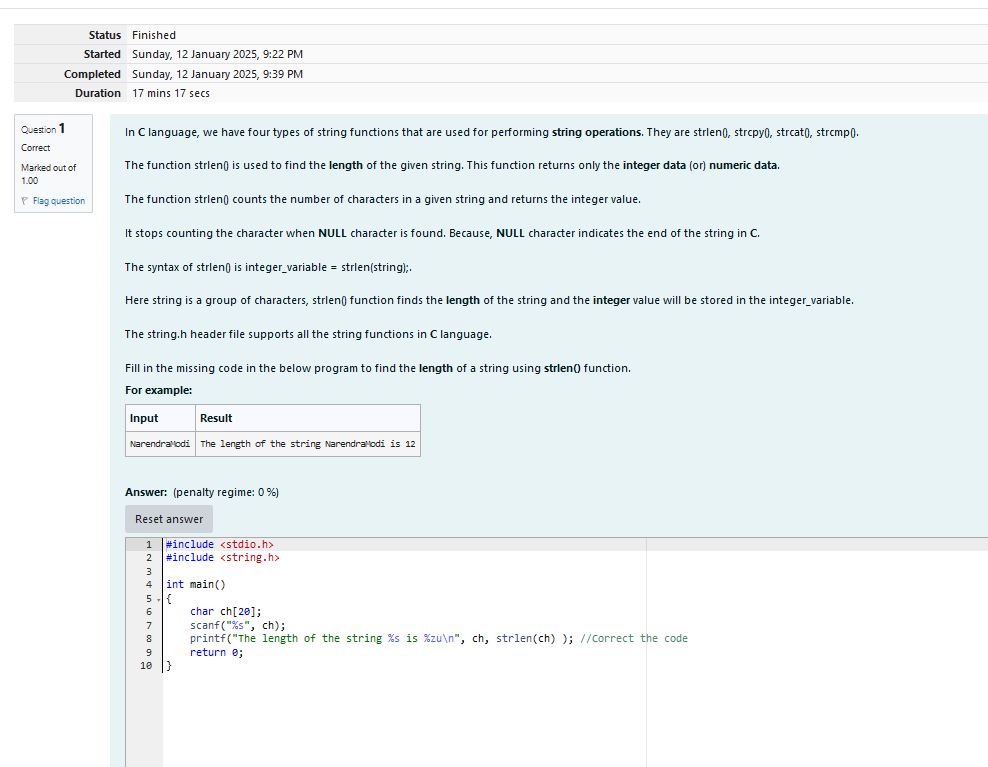 Status Finished
Started Sunday, 12 January 2025, 9:22 PM
Completed Sunday, 12 January 2025, 9:39 PM
Duration 17 mins 17 secs
Question 1
Correct
Marked out of
1.00
Flag question
In C language, we have four types of string functions that are used for performing string operations. They are strlen(), strcpy(), strcat(), strcmp().
The function strlen() is used to find the length of the given string. This function returns only the integer data (or) numeric data.
The function strlen() counts the number of characters in a given string and returns the integer value.
It stops counting the character when NULL character is found. Because, NULL character indicates the end of the string in C.
The syntax of strlen() is integer_variable = strlen(string);.
Here string is a group of characters, strlen() function finds the length of the string and the integer value will be stored in the integer_variable.
The string.h header file supports all the string functions in C language.
Fill in the missing code in the below program to find the length of a string using strlen() function.
For example:
Input Result
NarendraModi The length of the string NarendraModi is 12
Answer: (penalty regime: 0 %)
Reset answer
1 #include <stdio.h>
2 #include <string.h>
3
4 int main()
5 {
6 char ch[20];
7 scanf("%s", ch);
8 printf("The length of the string %s is %zu\n", ch, strlen(ch) ); //Correct the code
9 return 0;
10 }